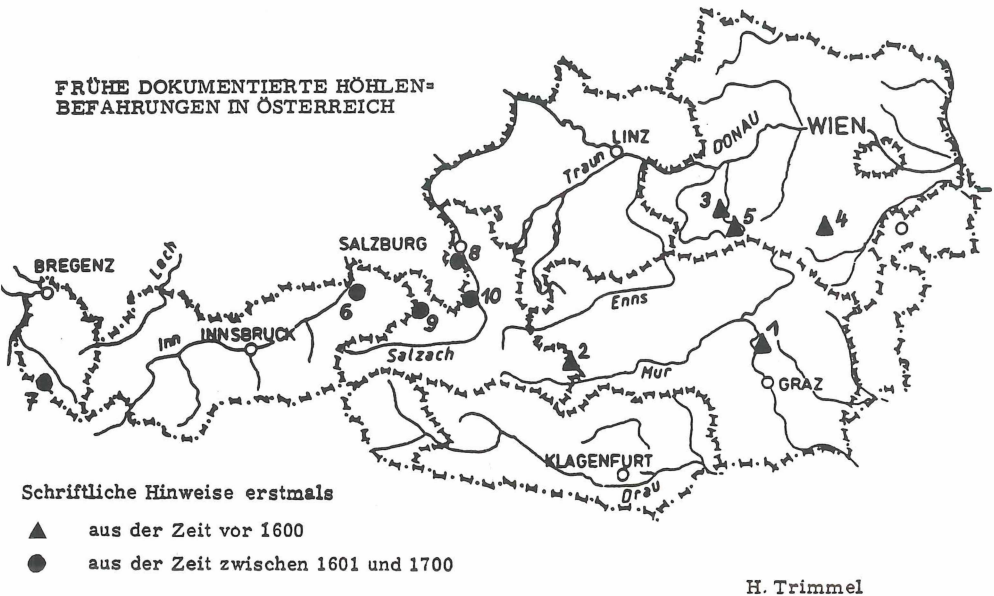 FRÜHE DOKUMENTIERTE HÖHLEN=
BEFAHRUNGEN IN ÖSTERREICH
LINZ
DONAU
WIEN
Traun
3
5
4
SALZBURG
8
BREGENZ
Lech
6
10
9
Enns
Inn
INNSBRUCK
Salzach
1
2
Mur
7
GRAZ
KLAGENFURT
Drau
Schriftliche Hinweise erstmals
aus der Zeit vor 1600
aus der Zeit zwischen 1601 und 1700
H. Trimmel